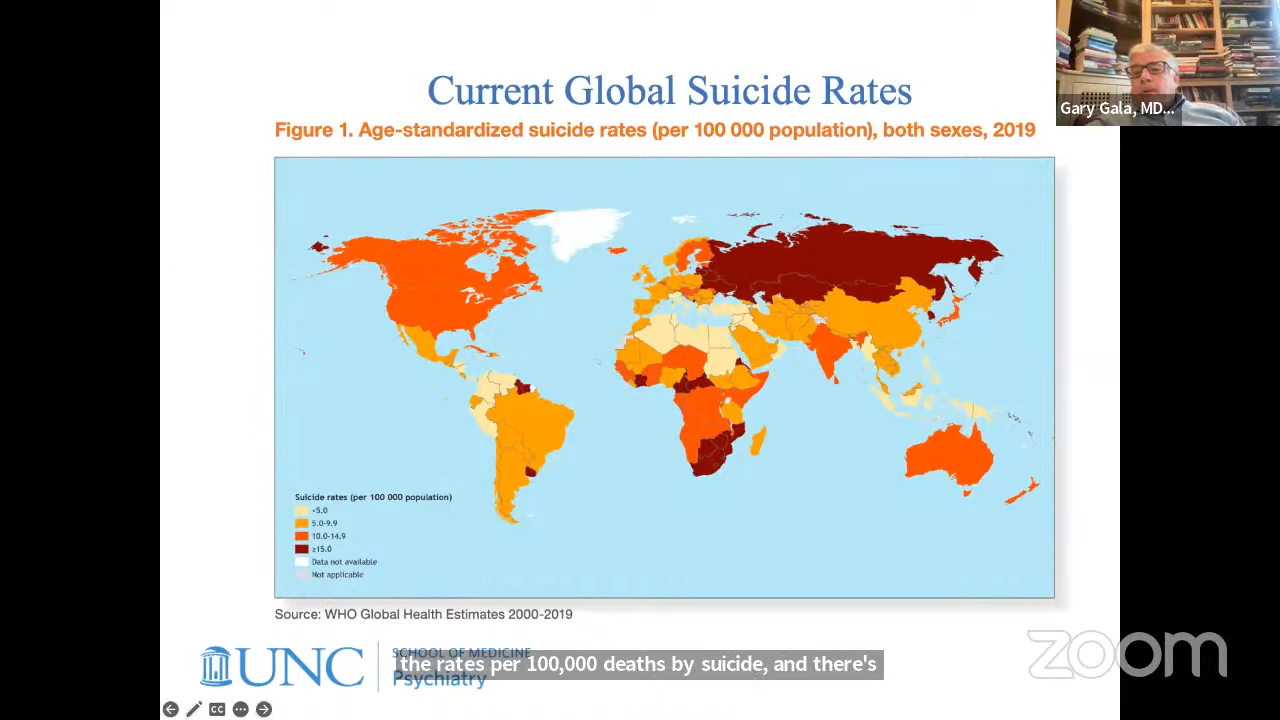 Current Global Suicide Rates
Figure 1. Age-standardized suicide rates (per 100 000 population), both sexes, 2019
Gary Gala, MD...
Suicide rates (per 100 000 population)
<5.0
5.0-9.9
10.0-14.9
≥15.0
Data not available
Not applicable
Source: WHO Global Health Estimates 2000-2019
UNC
SCHOOL OF MEDICINE
Psychiatry
the rates per 100,000 deaths by suicide, and there's
zoom
CC